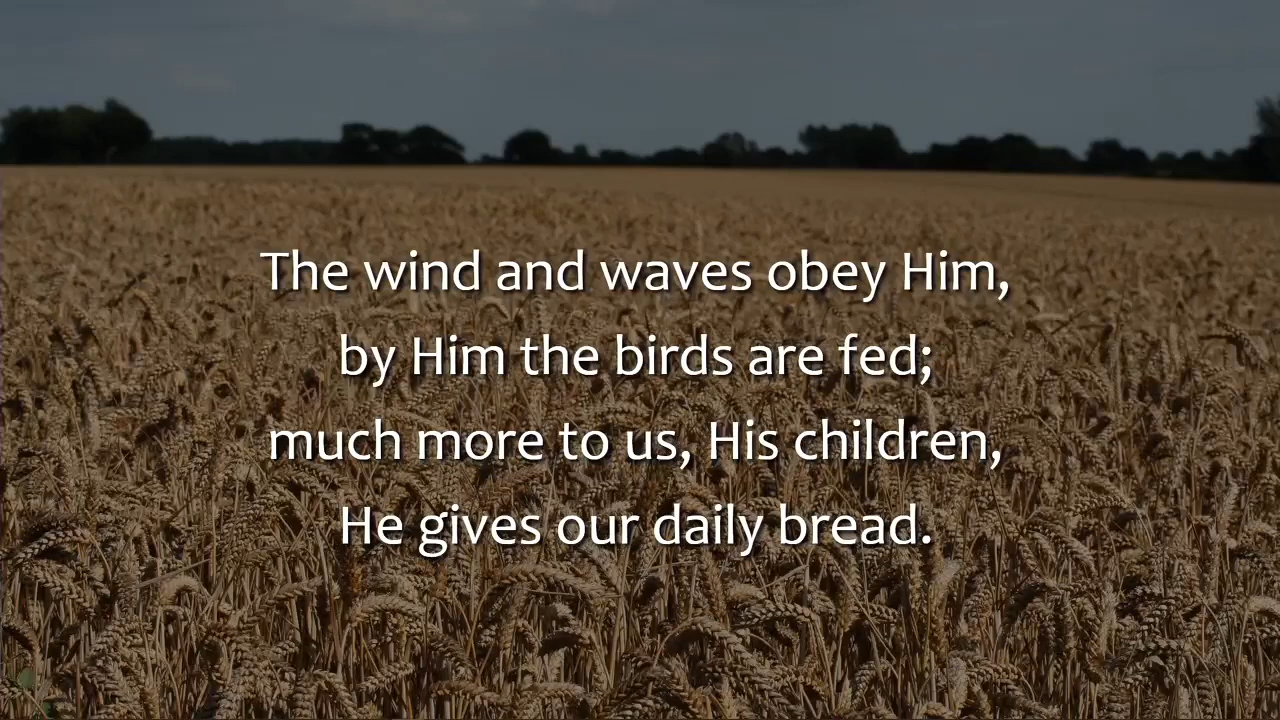 The wind and waves obey Him,
by Him the birds are fed;
much more to us, His children,
He gives our daily bread.